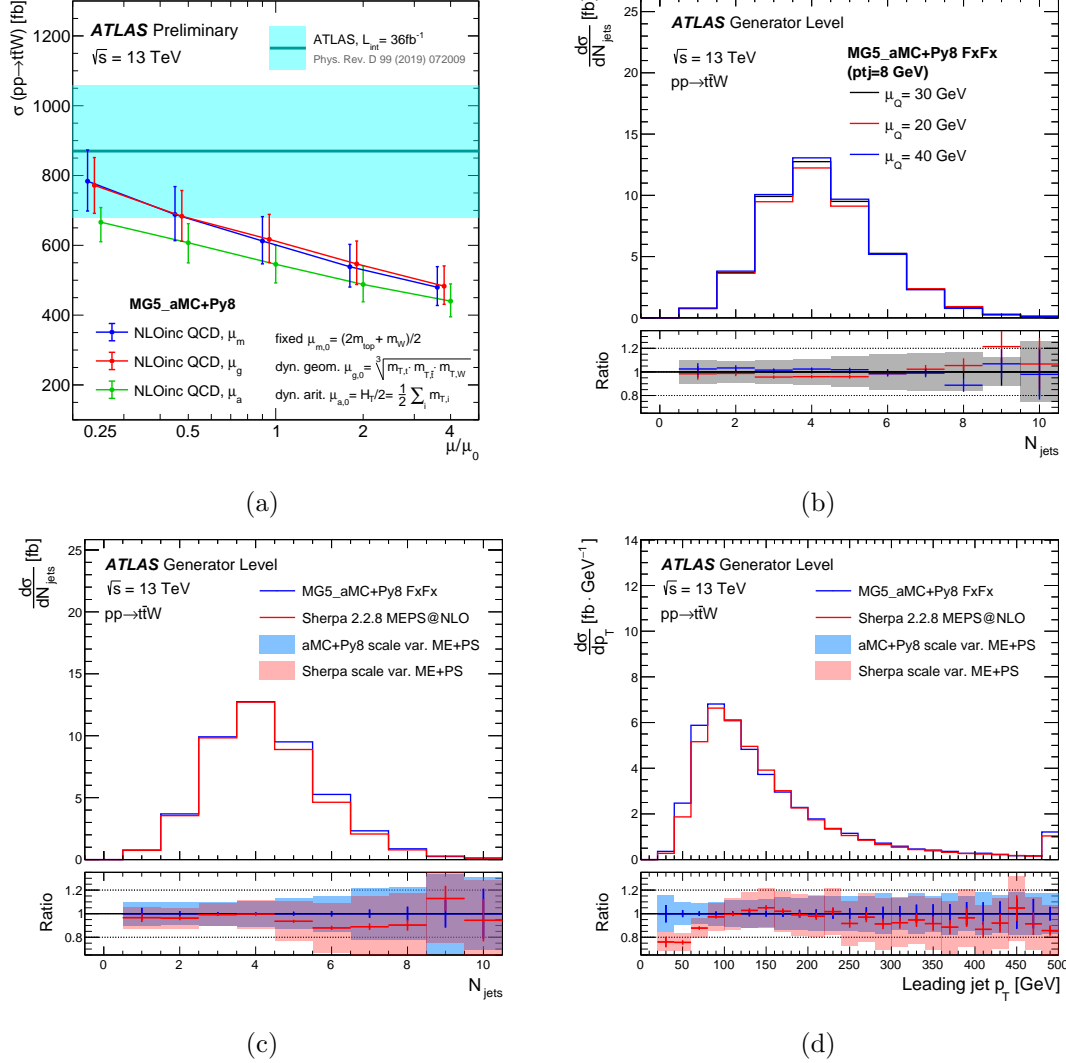 σ (pp→tt̄W) [fb]
ATLAS Preliminary
√s = 13 TeV
ATLAS, L_int = 36fb⁻¹
Phys. Rev. D 99 (2019) 072009
1200
1000
800
600
400
200
MG5_aMC+Py8
NLOinc QCD, μ_m fixed μ_m,0 = (2m_top + m_W)/2
NLOinc QCD, μ_g dyn. geom. μ_g,0 = ∛(m_T,t · m_T,t̄ · m_T,W)
NLOinc QCD, μ_a dyn. arit. μ_a,0 = H_T/2 = 1/2 ∑_i m_T,i
0.25 0.5 1 2 4
μ/μ_0
(a)
dσ/dN_jets [fb]
ATLAS Generator Level
√s = 13 TeV
pp→tt̄W
MG5_aMC+Py8 FxFx
(ptj=8 GeV)
μ_Q = 30 GeV
μ_Q = 20 GeV
μ_Q = 40 GeV
25
20
15
10
5
0
Ratio
1.2
1
0.8
0 2 4 6 8 10
N_jets
(b)
dσ/dN_jets [fb]
ATLAS Generator Level
√s = 13 TeV
pp→tt̄W
MG5_aMC+Py8 FxFx
Sherpa 2.2.8 MEPS@NLO
aMC+Py8 scale var. ME+PS
Sherpa scale var. ME+PS
25
20
15
10
5
0
Ratio
1.2
1
0.8
0 2 4 6 8 10
N_jets
(c)
dσ/dp_T [fb · GeV⁻¹]
ATLAS Generator Level
√s = 13 TeV
pp→tt̄W
MG5_aMC+Py8 FxFx
Sherpa 2.2.8 MEPS@NLO
aMC+Py8 scale var. ME+PS
Sherpa scale var. ME+PS
14
12
10
8
6
4
2
0
Ratio
1.2
1
0.8
0 50 100 150 200 250 300 350 400 450 500
Leading jet p_T [GeV]
(d)